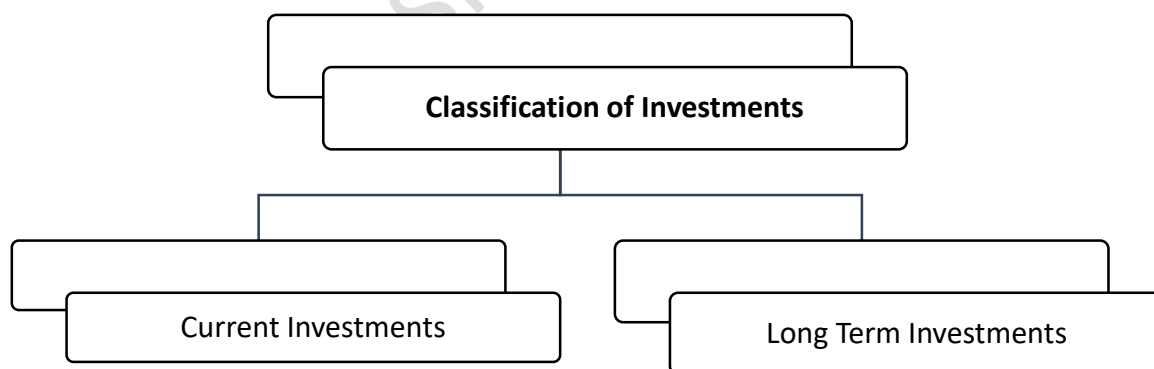 Classification of Investments
Current Investments
Long Term Investments